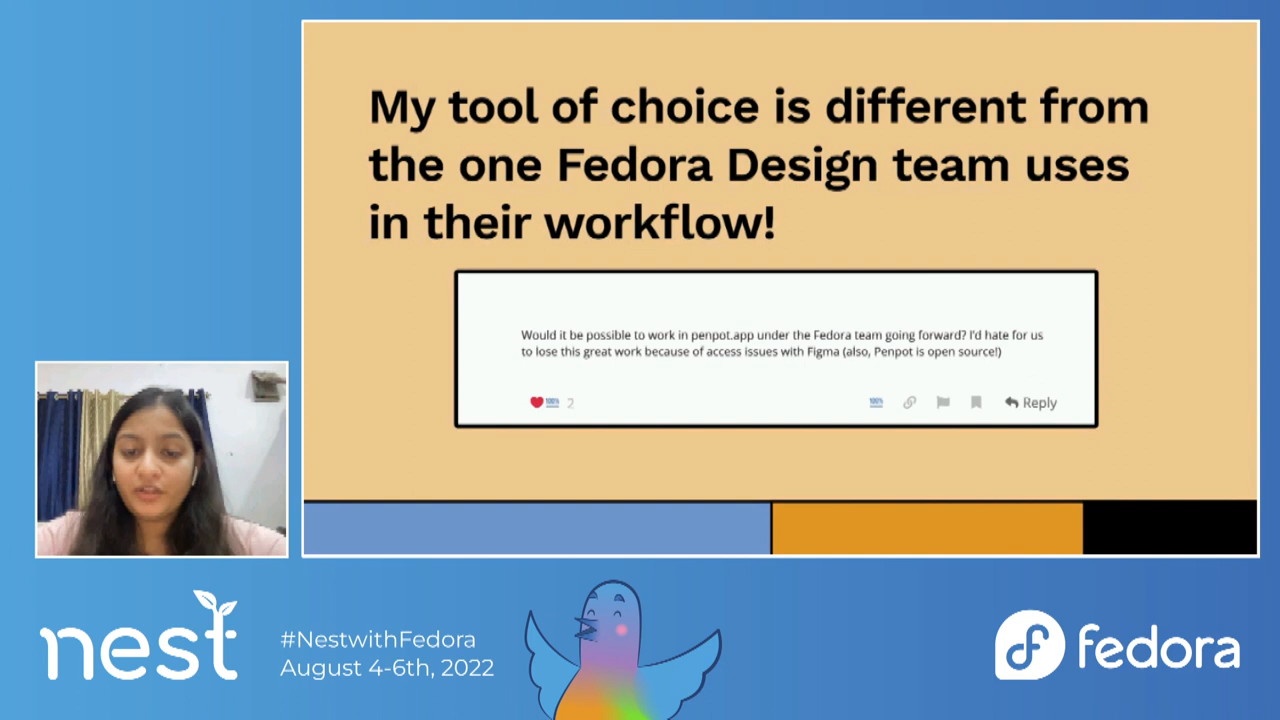 My tool of choice is different from
the one Fedora Design team uses
in their workflow!
Would it be possible to work in penpot.app under the Fedora team going forward? I'd hate for us
to lose this great work because of access issues with Figma (also, Penpot is open source!)
100% 2
100% Reply
nest
#NestwithFedora
August 4-6th, 2022
fedora